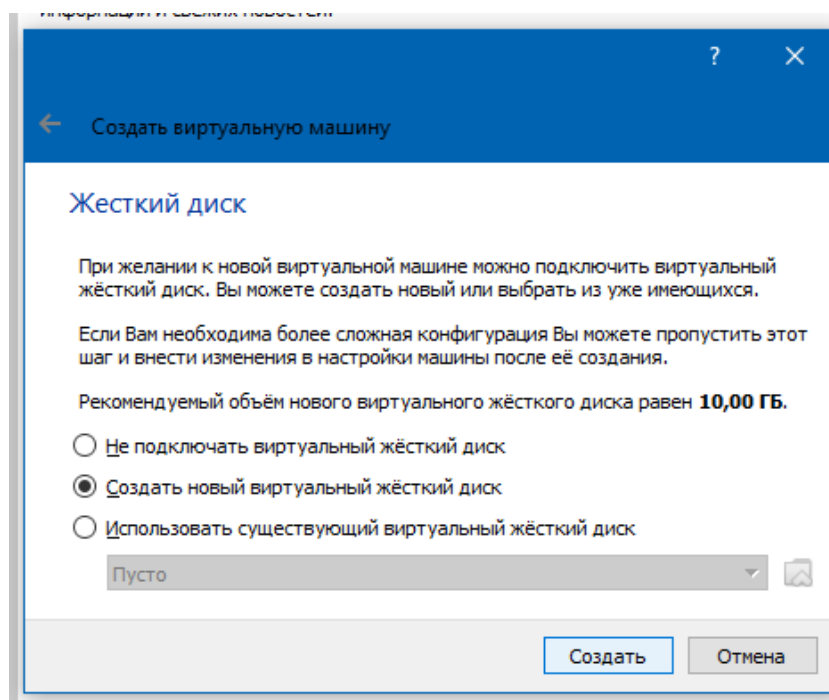 информации и свежих новостей.
?
Создать виртуальную машину
Жесткий диск
При желании к новой виртуальной машине можно подключить виртуальный
жёсткий диск. Вы можете создать новый или выбрать из уже имеющихся.
Если Вам необходима более сложная конфигурация Вы можете пропустить этот
шаг и внести изменения в настройки машины после её создания.
Рекомендуемый объём нового виртуального жёсткого диска равен 10,00 ГБ.
Не подключать виртуальный жёсткий диск
Создать новый виртуальный жёсткий диск
Использовать существующий виртуальный жёсткий диск
Пусто
Создать Отмена